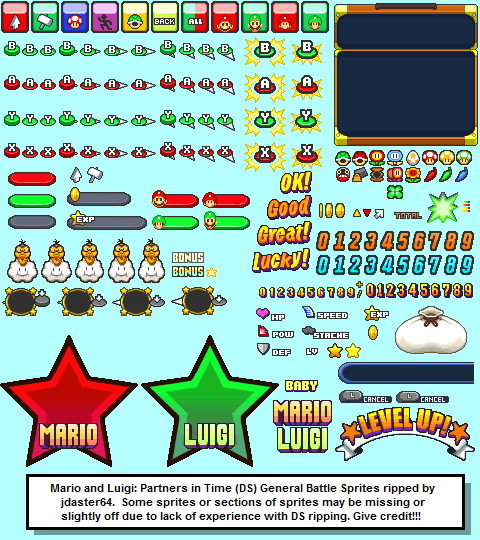 BACK ALL
B B B B B B B B B B
A A A A A A A A A A
Y Y Y Y Y Y Y Y Y Y
X X X X X X X X X X
OK!
Good
Great!
Lucky!
TOTAL
0123456789
0123456789
0123456789, + 0123456789
EXP
BONUS
BONUS
HP SPEED EXP
POW STACHE
DEF LV
L CANCEL L CANCEL
MARIO
LUIGI
BABY
MARIO
LUIGI
LEVEL UP!
Mario and Luigi: Partners in Time (DS) General Battle Sprites ripped by
jdaster64. Some sprites or sections of sprites may be missing or
slightly off due to lack of experience with DS ripping. Give credit!!!